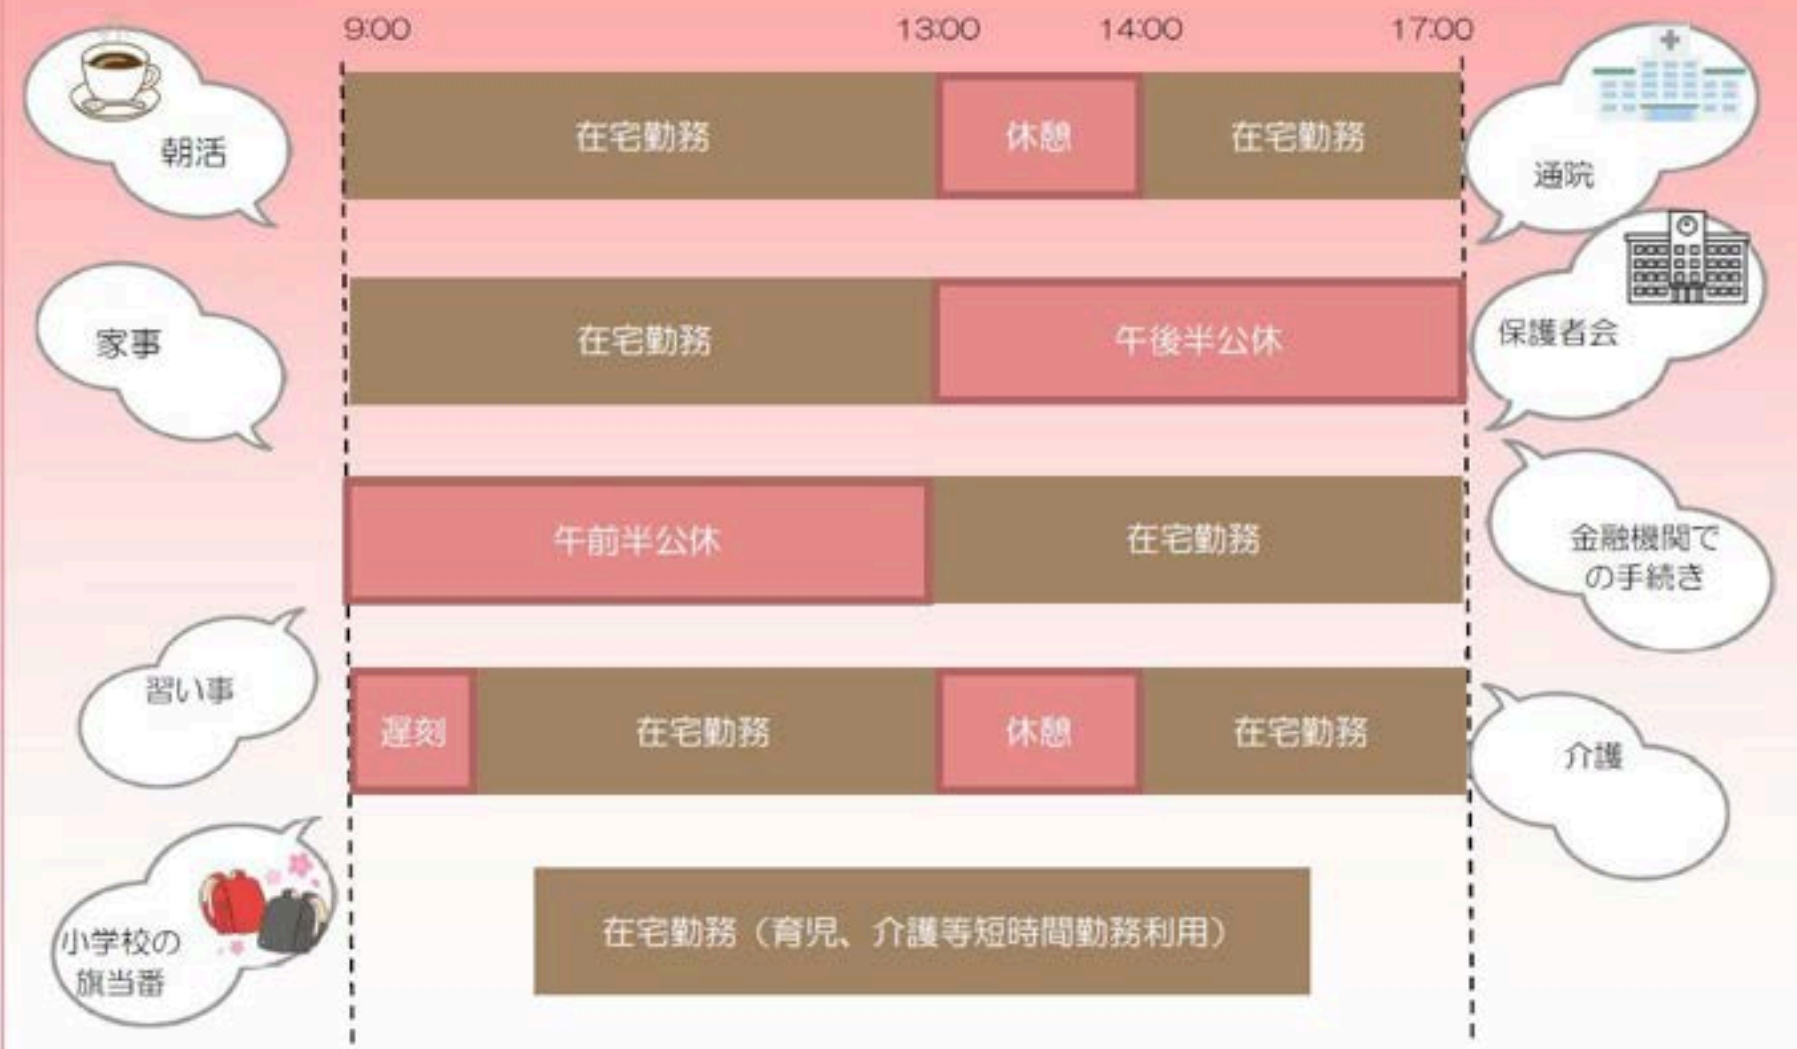 9:00
13:00
14:00
17:00
朝活
在宅勤務
休憩
在宅勤務
通院
家事
在宅勤務
午後半公休
保護者会
午前半公休
在宅勤務
金融機関で
の手続き
習い事
遅刻
在宅勤務
休憩
在宅勤務
介護
小学校の
旗当番
在宅勤務（育児、介護等短時間勤務利用）